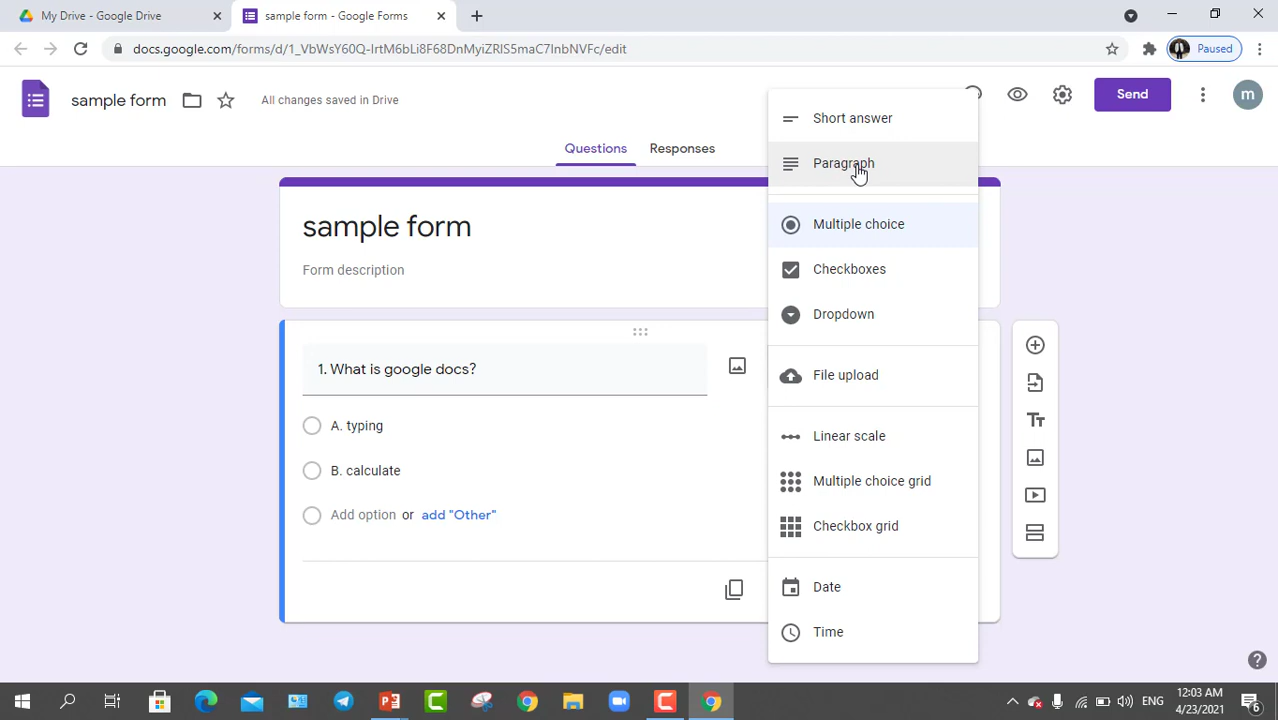 My Drive - Google Drive
sample form - Google Forms
docs.google.com/forms/d/1_VbWsY60Q-IrtM6bLi8F68DnMyiZRlS5maC7lnbNVFc/edit
Paused
sample form
All changes saved in Drive
Send
m
Questions
Responses
sample form
Form description
1. What is google docs?
A. typing
B. calculate
Add option or add "Other"
Short answer
Paragraph
Multiple choice
Checkboxes
Dropdown
File upload
Linear scale
Multiple choice grid
Checkbox grid
Date
Time
ENG
12:03 AM
4/23/2021
6